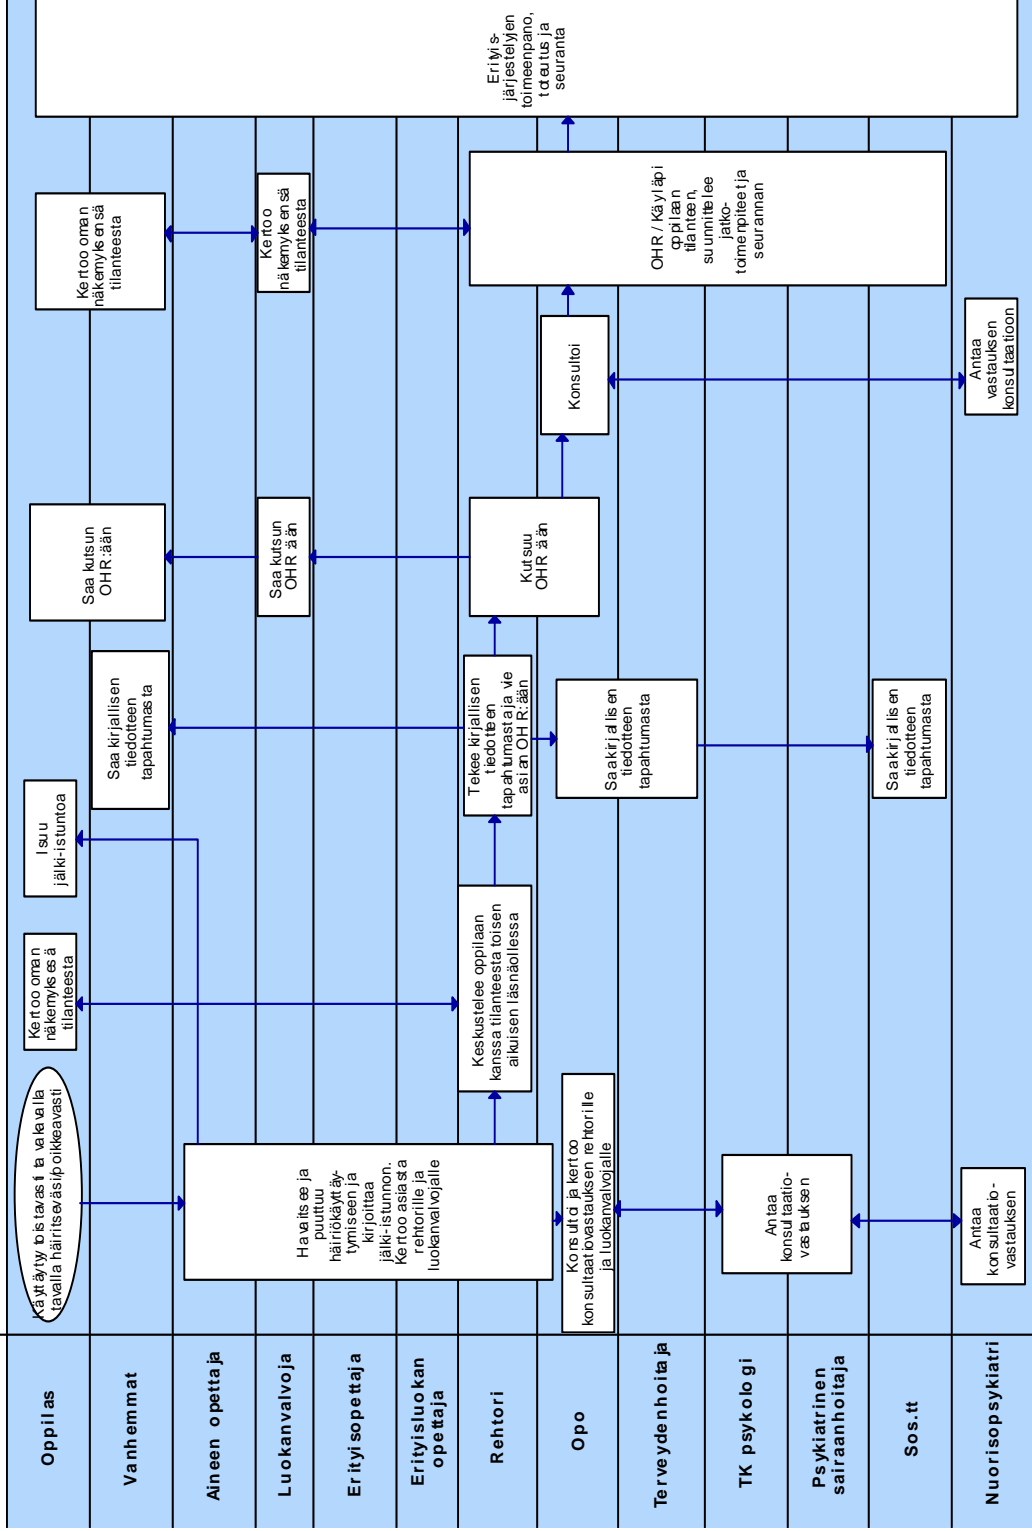 Oppilas
Vanhemmat
Aineen opettaja
Luokanvalvoja
Erityisopettaja
Erityisluokan
opettaja
Rehtori
Opo
Terveydenhoitaja
TK psykologi
Psykiatrinen
sairaanhoitaja
Sos.tt
Nuorisopsykiatri
Käyttäytyy toistavasti ta vakavalla
tavalla häiritseväsi/poikkeavasti
Havaitsee ja
puuttuu
häiriökäyttäy-
tymiseen ja
kirjoittaa
jälki-istunnon.
Kertoo asiasta
rehtorille ja
luokanvalvojalle
Konsultoi ja kertoo
konsultaatiovastauksen rehtorille
ja luokanvalvojalle
Antaa
konsultaatio-
vastauksen
Antaa
konsultaatio-
vastauksen
Kertoo oman
näkemyksesä
tilanteesta
Keskustelee oppilaan
kanssa tilanteesta toisen
aikuisen läsnäollessa
Isuu
jälki-istuntoa
Saa kirjallisen
tiedotteen
tapahtumasta
Tekee kirjallisen
tiedotteen
tapahtumasta ja vie
asian OHR:ään
Saa kirjallisen
tiedotteen
tapahtumasta
Saa kirjallisen
tiedotteen
tapahtumasta
Saa kutsun
OHR:ään
Saa kutsun
OHR:ään
Kutsuu
OHR:ään
Konsultoi
Antaa
vastauksen
konsultaatioon
Kertoo oman
näkemyksensä
tilanteesta
Kertoo
näkemyksensä
tilanteesta
OHR / Käy läpi
oppilaan
tilanteen,
suunnittelee
jatko-
toimenpiteet ja
seurannan
Erityis-
järjestelyjen
toimeenpano,
toteutus ja
seuranta